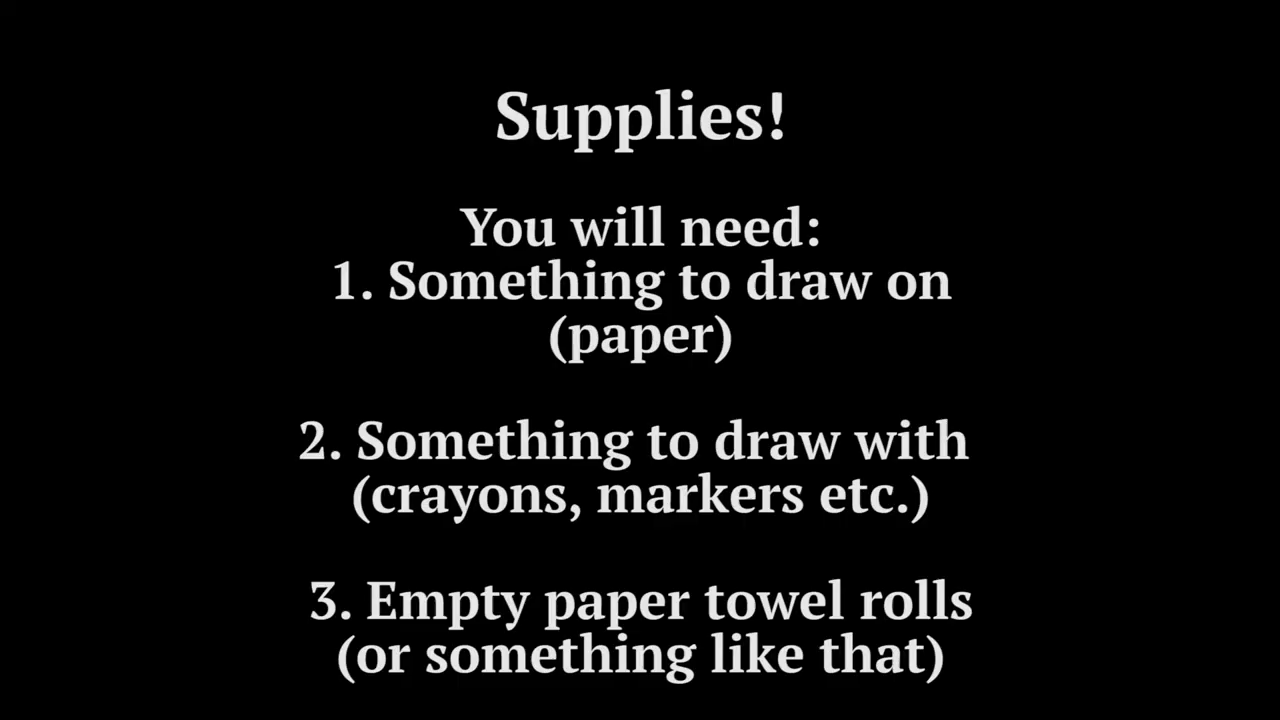 Supplies!
You will need:
1. Something to draw on
(paper)
2. Something to draw with
(crayons, markers etc.)
3. Empty paper towel rolls
(or something like that)